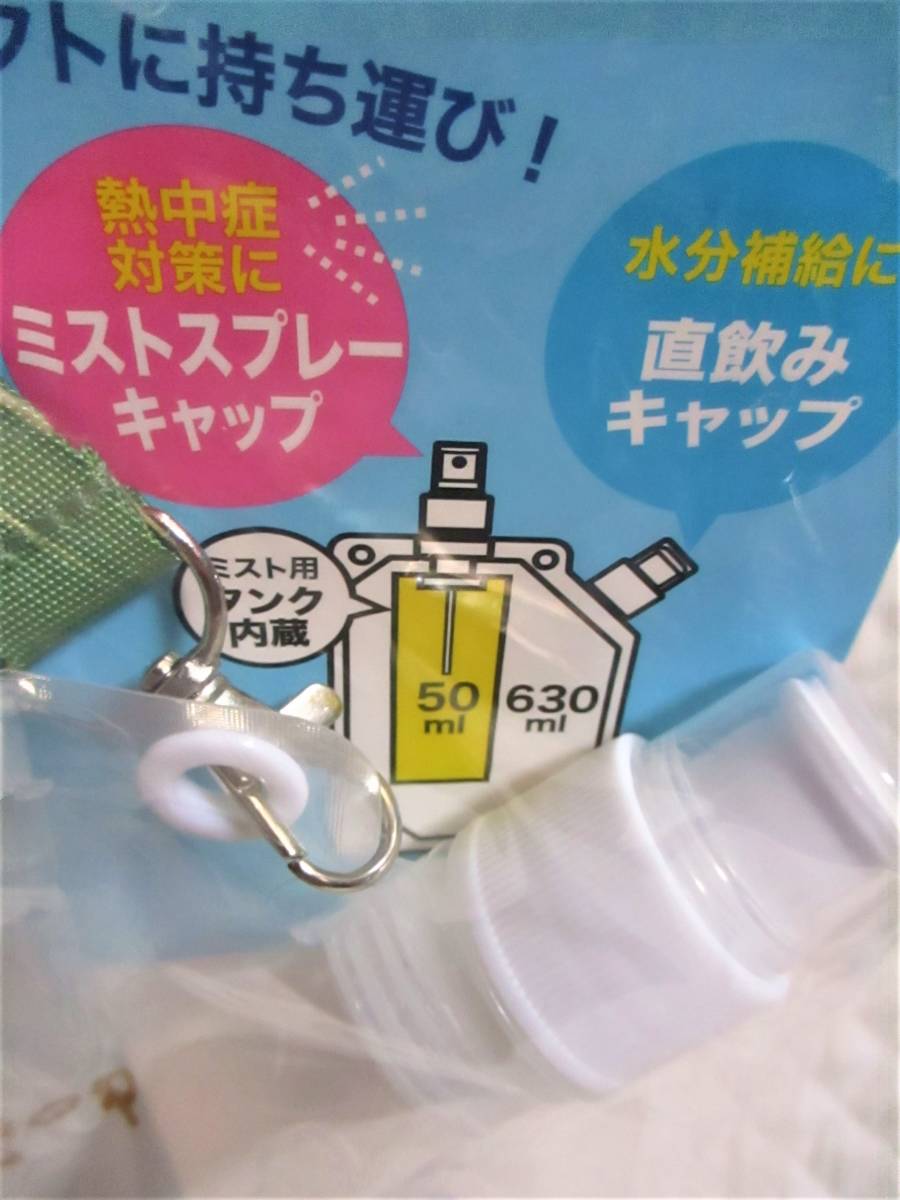 フトに持ち運び！
熱中症
対策に
ミストスプレー
キャップ
水分補給に
直飲み
キャップ
ミスト用
タンク
内蔵
50
ml
630
ml